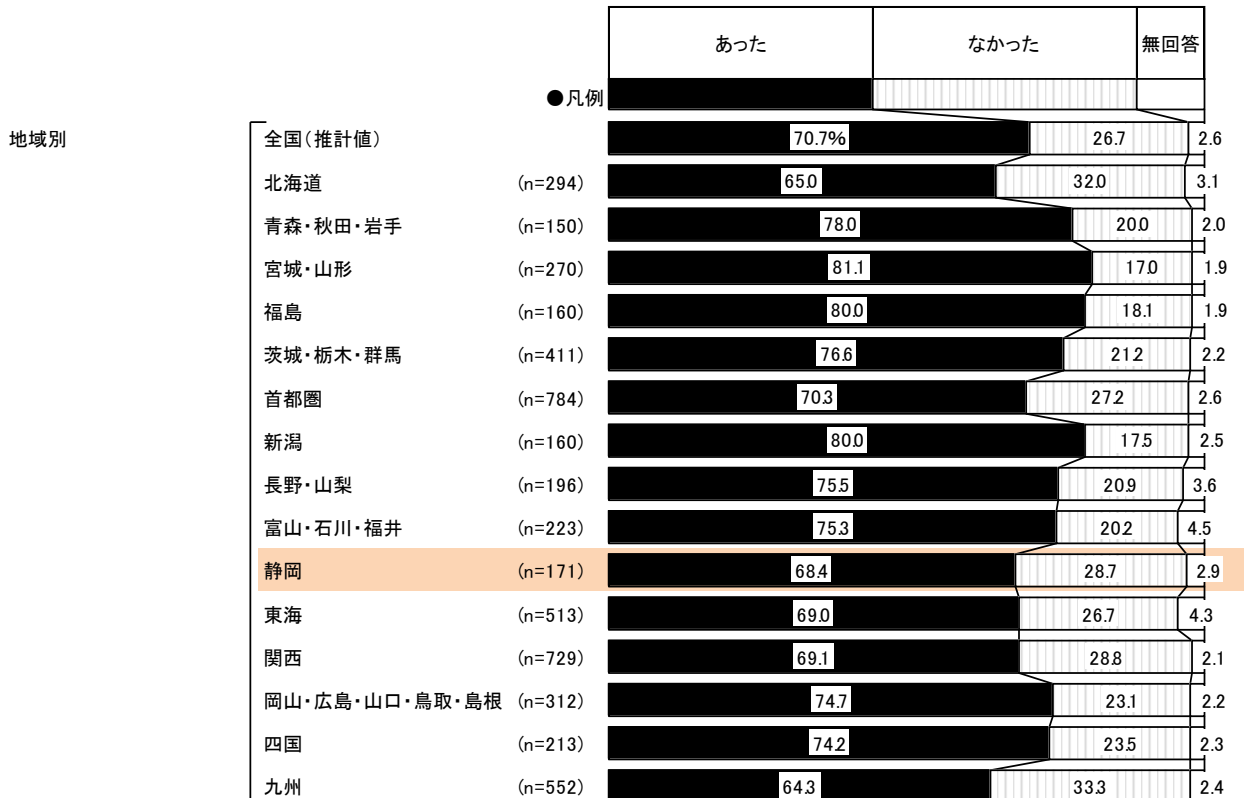 あった なかった 無回答
●凡例
地域別 全国(推計値) 70.7% 26.7 2.6
北海道 (n=294) 65.0 32.0 3.1
青森・秋田・岩手 (n=150) 78.0 20.0 2.0
宮城・山形 (n=270) 81.1 17.0 1.9
福島 (n=160) 80.0 18.1 1.9
茨城・栃木・群馬 (n=411) 76.6 21.2 2.2
首都圏 (n=784) 70.3 27.2 2.6
新潟 (n=160) 80.0 17.5 2.5
長野・山梨 (n=196) 75.5 20.9 3.6
富山・石川・福井 (n=223) 75.3 20.2 4.5
静岡 (n=171) 68.4 28.7 2.9
東海 (n=513) 69.0 26.7 4.3
関西 (n=729) 69.1 28.8 2.1
岡山・広島・山口・鳥取・島根 (n=312) 74.7 23.1 2.2
四国 (n=213) 74.2 23.5 2.3
九州 (n=552) 64.3 33.3 2.4